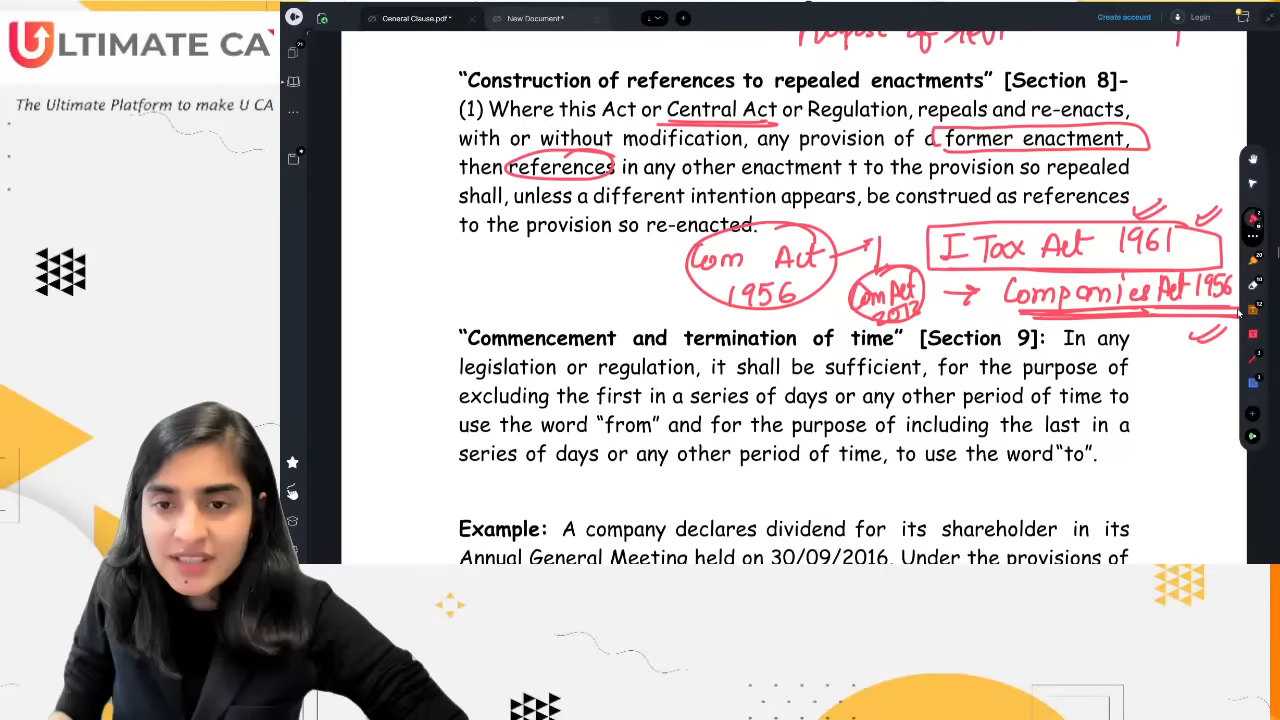 General Clause.pdf *
New Document*
Create account
Login
ULTIMATE CA
The Ultimate Platform to make U CA
"Construction of references to repealed enactments" [Section 8]-
(1) Where this Act or Central Act or Regulation, repeals and re-enacts,
with or without modification, any provision of a former enactment,
then references in any other enactment t to the provision so repealed
shall, unless a different intention appears, be construed as references
to the provision so re-enacted.
Com Act
1956
I Tax Act 1961
Com Act
→ Companies Act 1956
"Commencement and termination of time" [Section 9]: In any
legislation or regulation, it shall be sufficient, for the purpose of
excluding the first in a series of days or any other period of time to
use the word "from" and for the purpose of including the last in a
series of days or any other period of time, to use the word "to".
Example: A company declares dividend for its shareholder in its
Annual General Meeting held on 30/09/2016. Under the provisions of